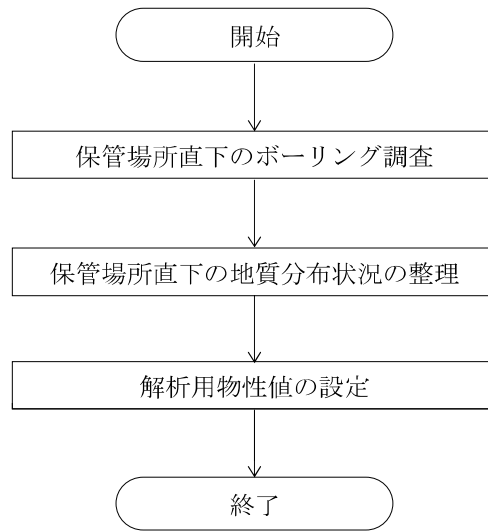 開始
保管場所直下のボーリング調査
保管場所直下の地質分布状況の整理
解析用物性値の設定
終了